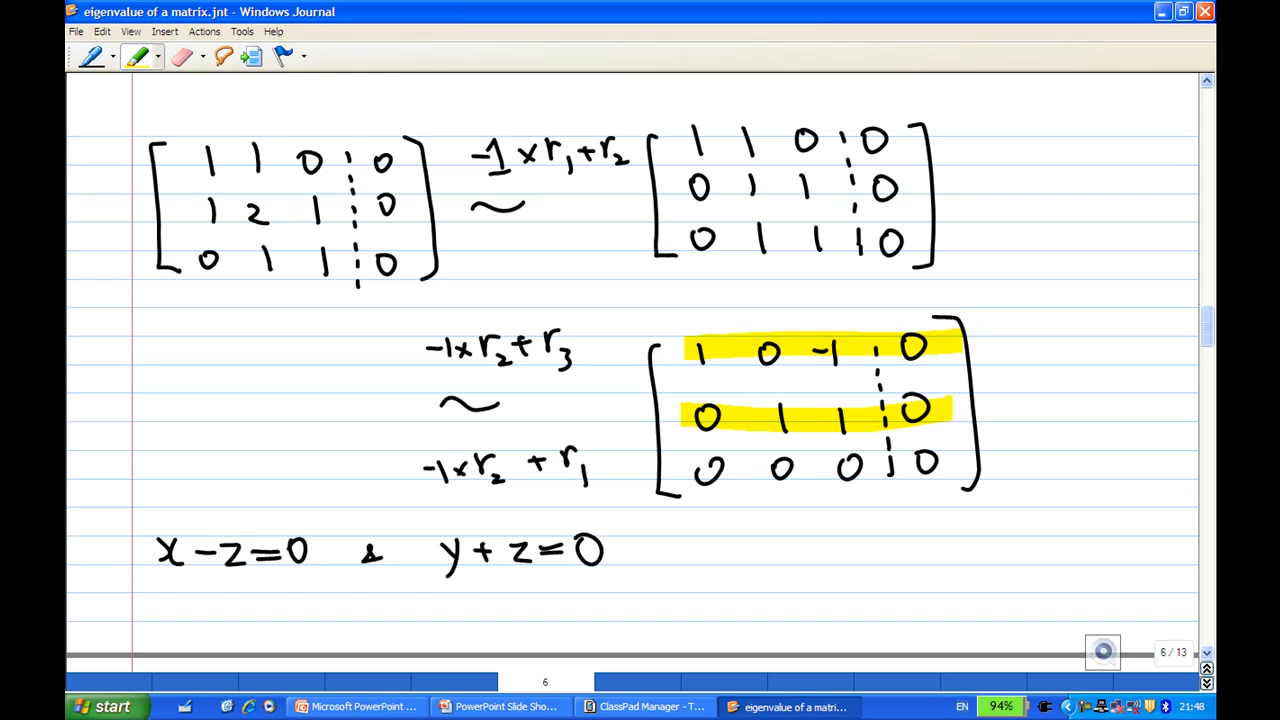 eigenvalue of a matrix.jnt - Windows Journal
File Edit View Insert Actions Tools Help
1 1 0 0 -1 × r1 + r2 1 1 0 0
1 2 1 0 ~ 0 1 1 0
0 1 1 0 0 1 1 0
-1 × r2 + r3 1 0 -1 0
~ 0 1 1 0
-1 × r2 + r1 0 0 0 0
x - z = 0 & y + z = 0
6 / 13
6
start Microsoft PowerPoint ... PowerPoint Slide Sho... ClassPad Manager - T... eigenvalue of a matri... EN 94% 21:48